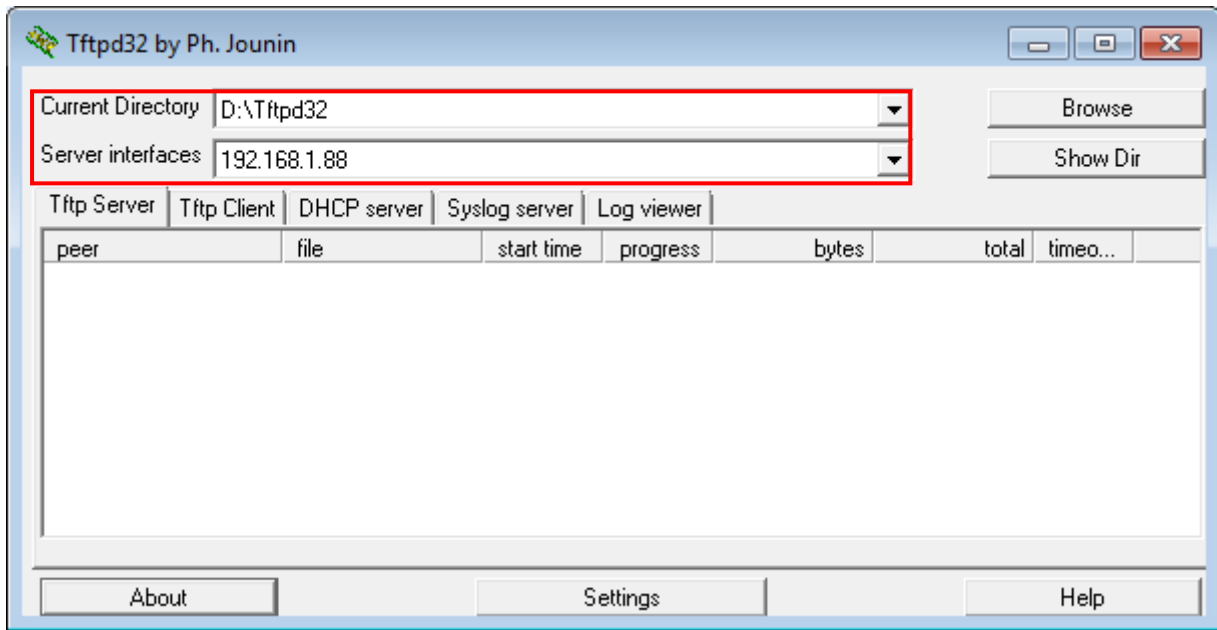 Tftpd32 by Ph. Jounin
Current Directory D:\Tftpd32 Browse
Server interfaces 192.168.1.88 Show Dir
Tftp Server Tftp Client DHCP server Syslog server Log viewer
peer file start time progress bytes total timeo...
About Settings Help